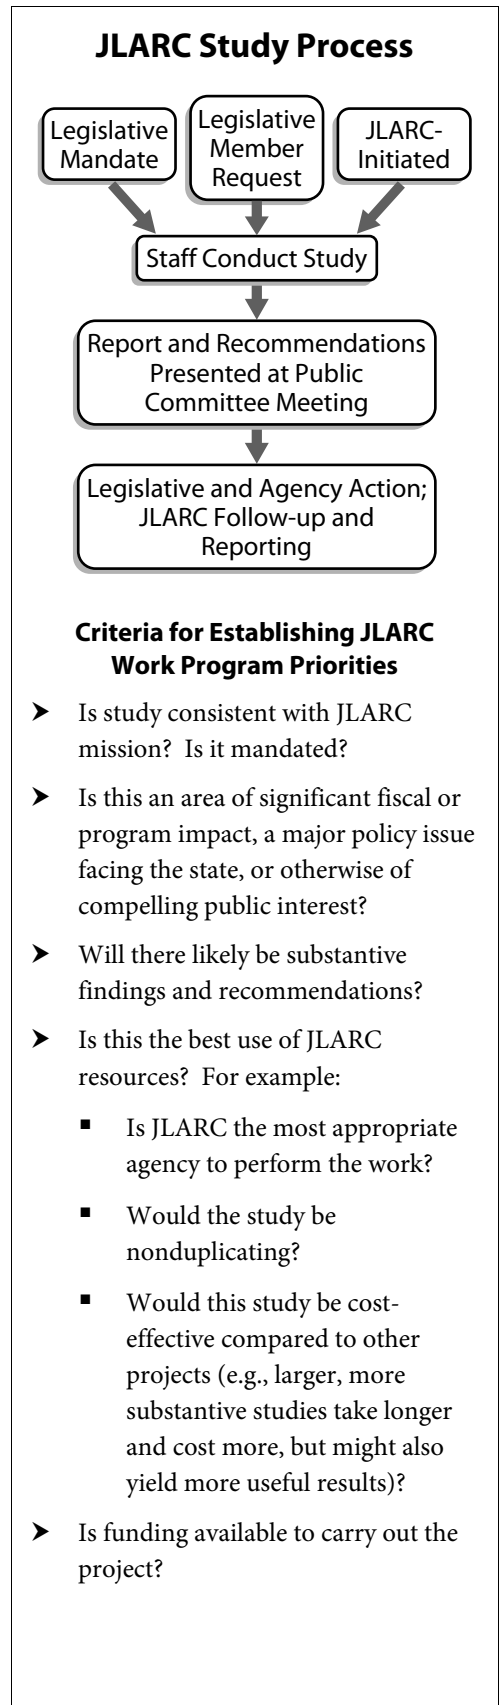 JLARC Study Process
Legislative
Mandate
Legislative
Member
Request
JLARC-
Initiated
Staff Conduct Study
Report and Recommendations
Presented at Public
Committee Meeting
Legislative and Agency Action;
JLARC Follow-up and
Reporting
Criteria for Establishing JLARC
Work Program Priorities
➤ Is study consistent with JLARC
mission? Is it mandated?
➤ Is this an area of significant fiscal or
program impact, a major policy issue
facing the state, or otherwise of
compelling public interest?
➤ Will there likely be substantive
findings and recommendations?
➤ Is this the best use of JLARC
resources? For example:
▪ Is JLARC the most appropriate
agency to perform the work?
▪ Would the study be
nonduplicating?
▪ Would this study be cost-
effective compared to other
projects (e.g., larger, more
substantive studies take longer
and cost more, but might also
yield more useful results)?
➤ Is funding available to carry out the
project?